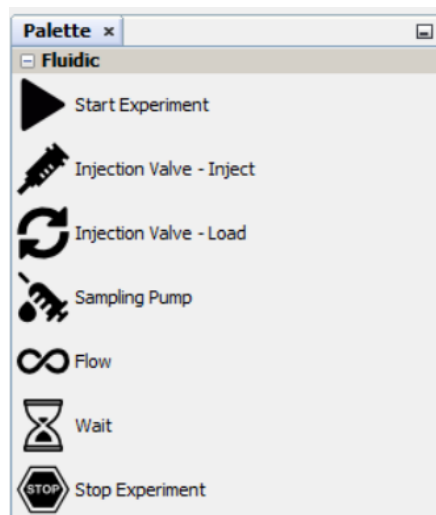 Palette
Fluidic
Start Experiment
Injection Valve - Inject
Injection Valve - Load
Sampling Pump
Flow
Wait
STOP Stop Experiment